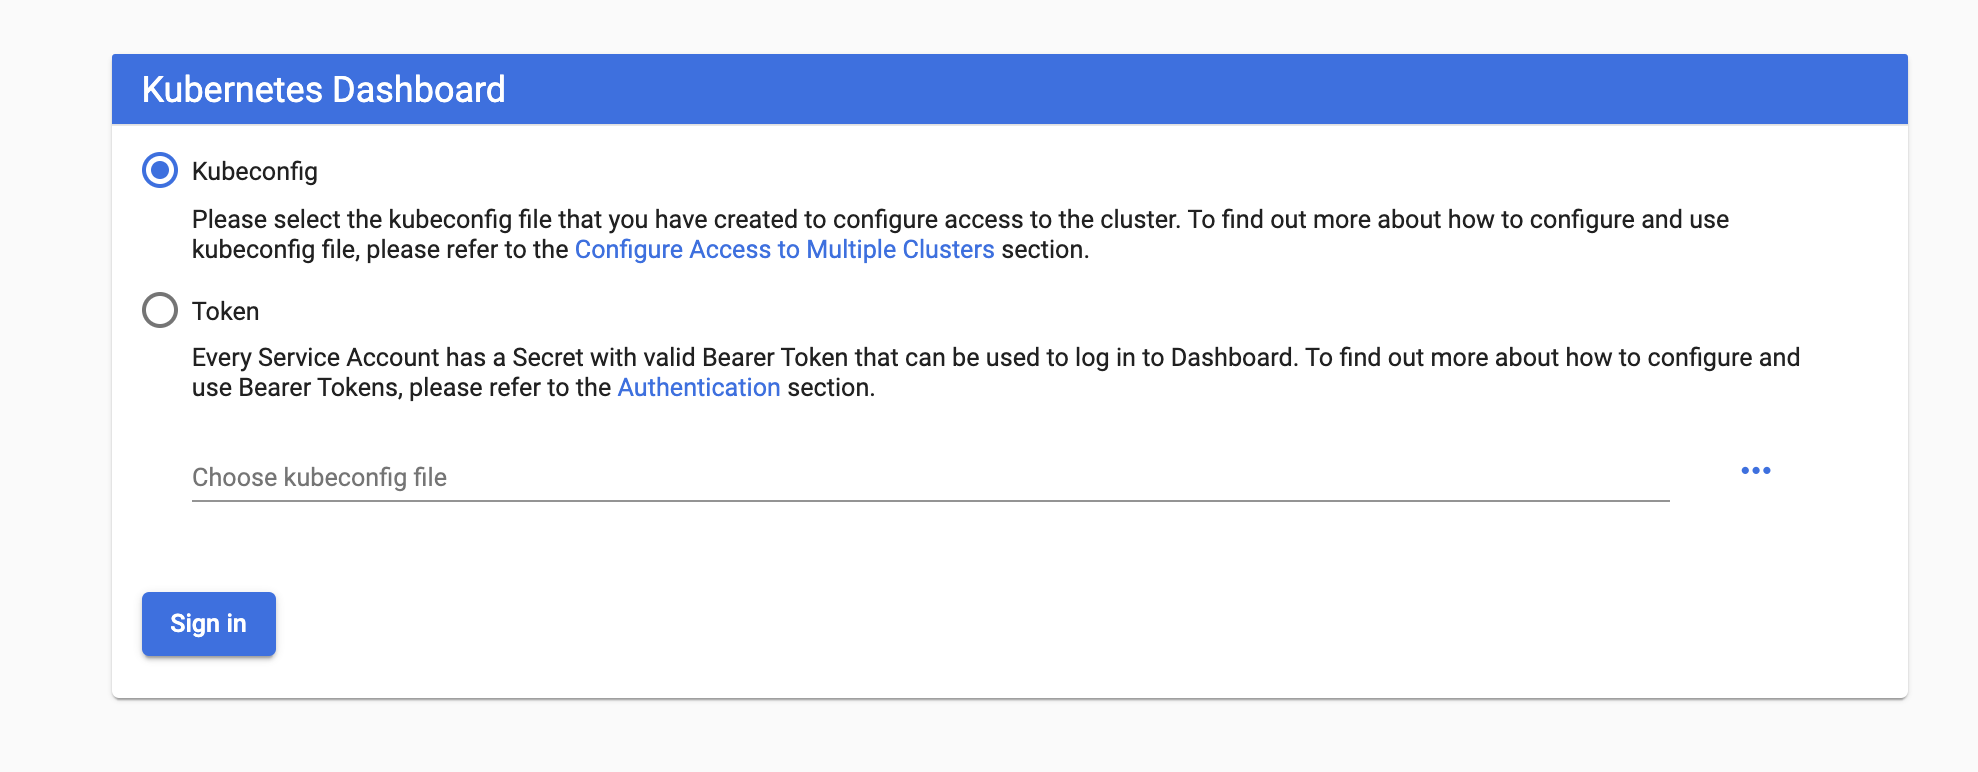 Kubernetes Dashboard
Kubeconfig
Please select the kubeconfig file that you have created to configure access to the cluster. To find out more about how to configure and use
kubeconfig file, please refer to the Configure Access to Multiple Clusters section.
Token
Every Service Account has a Secret with valid Bearer Token that can be used to log in to Dashboard. To find out more about how to configure and
use Bearer Tokens, please refer to the Authentication section.
Choose kubeconfig file
Sign in